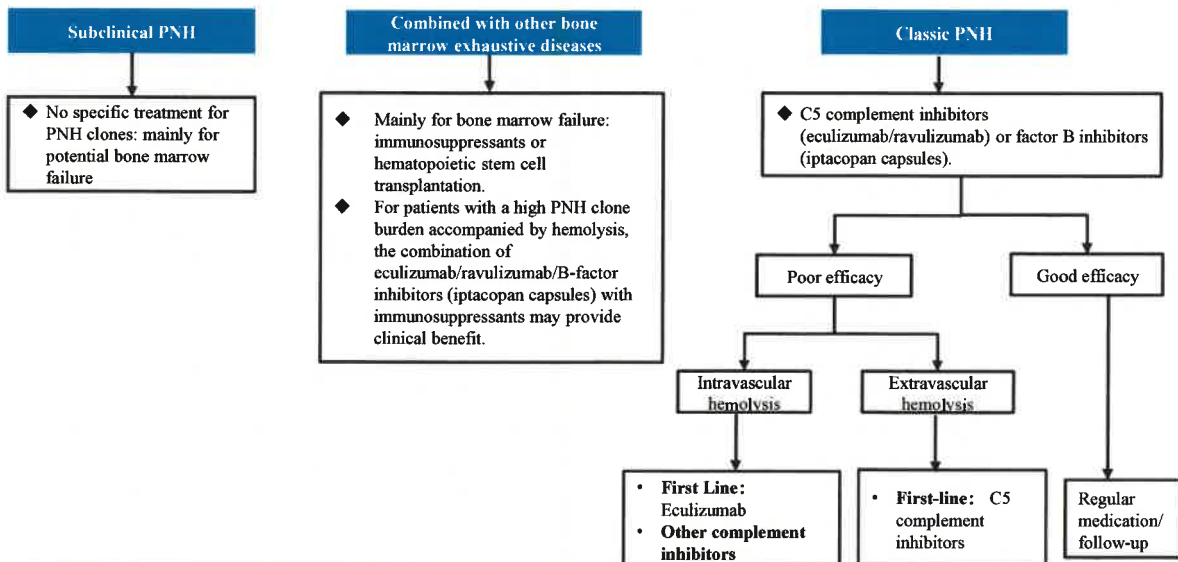 Subclinical PNH
◆ No specific treatment for
PNH clones: mainly for
potential bone marrow
failure
Combined with other bone
marrow exhaustive diseases
◆ Mainly for bone marrow failure:
immunosuppressants or
hematopoietic stem cell
transplantation.
◆ For patients with a high PNH clone
burden accompanied by hemolysis,
the combination of
eculizumab/ravulizumab/B-factor
inhibitors (iptacopan capsules) with
immunosuppressants may provide
clinical benefit.
Classic PNH
◆ C5 complement inhibitors
(eculizumab/ravulizumab) or factor B inhibitors
(iptacopan capsules).
Poor efficacy
Good efficacy
Intravascular
hemolysis
Extravascular
hemolysis
• First Line:
Eculizumab
• Other complement
inhibitors
• First-line: C5
complement
inhibitors
Regular
medication/
follow-up